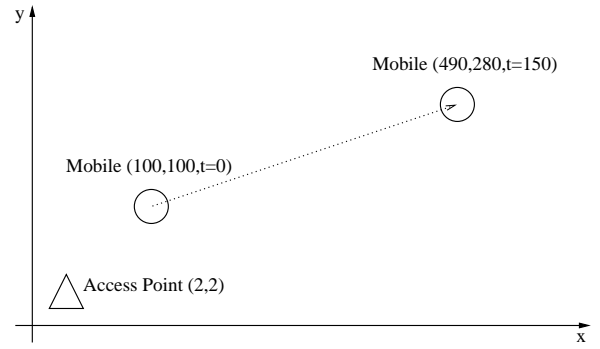 y
Mobile (490,280,t=150)
Mobile (100,100,t=0)
Access Point (2,2)
x